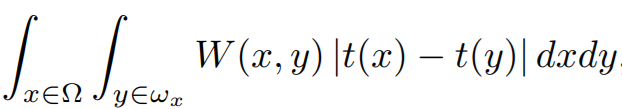 ∫_{x∈Ω} ∫_{y∈ω_x} W(x, y) |t(x) − t(y)| dxdy.